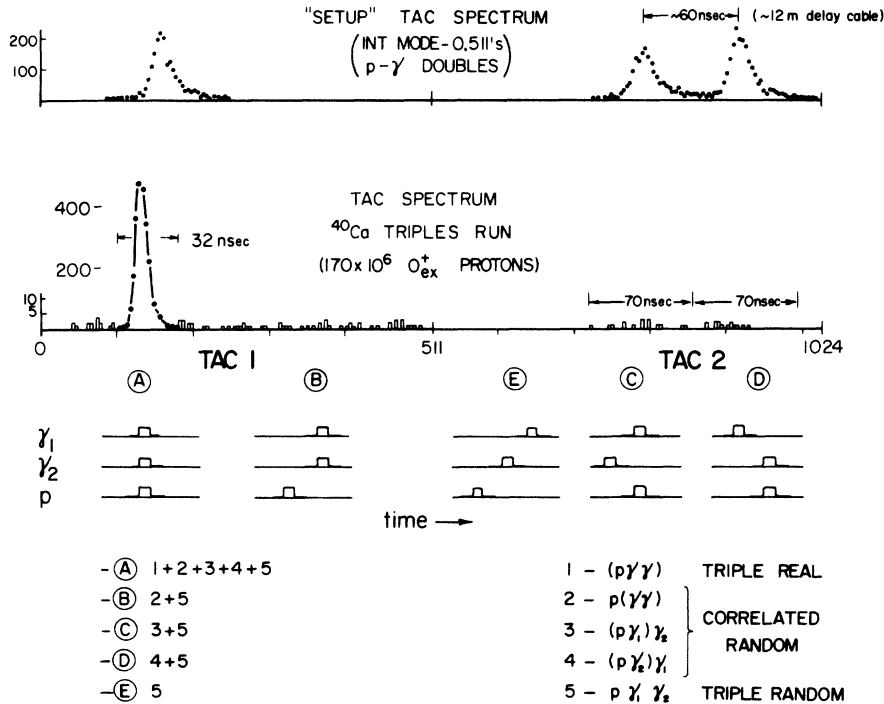 "SETUP" TAC SPECTRUM
(INT MODE - 0.511's)
p-γ DOUBLES
~60nsec (~12 m delay cable)
200
100
TAC SPECTRUM
⁴⁰Ca TRIPLES RUN
(170 x 10⁶ 0⁺ex PROTONS)
400
32 nsec
200
10
5
70nsec 70nsec
0 511 1024
TAC 1 TAC 2
Ⓐ Ⓑ Ⓔ Ⓒ Ⓓ
γ₁
γ₂
p
time →
-Ⓐ 1+2+3+4+5
-Ⓑ 2+5
-Ⓒ 3+5
-Ⓓ 4+5
-Ⓔ 5
1 - (pγγ) TRIPLE REAL
2 - p(γγ)
3 - (pγ₁)γ₂
4 - (pγ₂)γ₁
CORRELATED
RANDOM
5 - p γ₁ γ₂ TRIPLE RANDOM